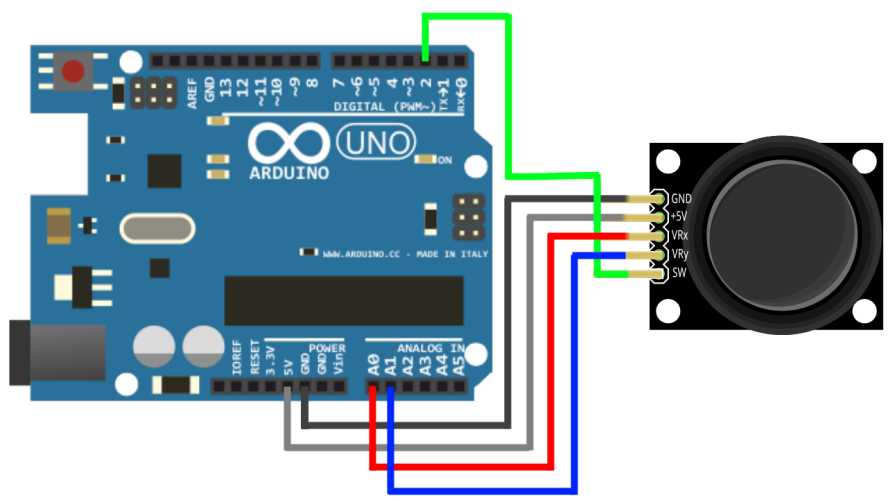 AREF
GND
13
12
~11
~10
~9
8
7
~6
~5
4
~3
2
TX→1
RX←0
DIGITAL (PWM~)
UNO
ON
ARDUINO
WWW.ARDUINO.CC - MADE IN ITALY
POWER
ANALOG IN
IOREF
RESET
3.3V
5V
GND
GND
Vin
A0
A1
A2
A3
A4
A5
GND
+5V
VRx
VRy
SW